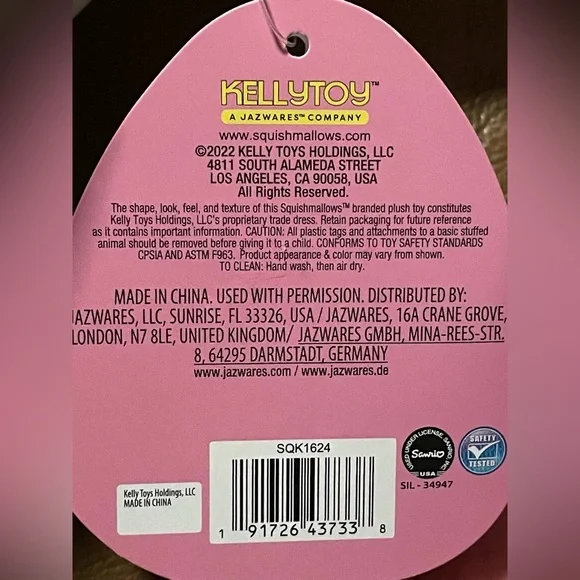 KELLYTOY™
A JAZWARES™ COMPANY
www.squishmallows.com
©2022 KELLY TOYS HOLDINGS, LLC
4811 SOUTH ALAMEDA STREET
LOS ANGELES, CA 90058, USA
All Rights Reserved.
The shape, look, feel, and texture of this Squishmallows™ branded plush toy constitutes
Kelly Toys Holdings, LLC's proprietary trade dress. Retain packaging for future reference
as it contains important information. CAUTION: All plastic tags and attachments to a basic stuffed
animal should be removed before giving it to a child. CONFORMS TO TOY SAFETY STANDARDS
CPSIA AND ASTM F963. Product appearance & color may vary from shown.
TO CLEAN: Hand wash, then air dry.
MADE IN CHINA. USED WITH PERMISSION. DISTRIBUTED BY:
JAZWARES, LLC, SUNRISE, FL 33326, USA / JAZWARES, 16A CRANE GROVE,
LONDON, N7 8LE, UNITED KINGDOM/ JAZWARES GMBH, MINA-REES-STR.
8, 64295 DARMSTADT, GERMANY
www.jazwares.com / www.jazwares.de
SQK1624
1 91726 43733 8
Kelly Toys Holdings, LLC
MADE IN CHINA
USED UNDER LICENSE, SANRIO, INC.
Sanrio
USA
SIL - 34947
SAFETY
TESTED